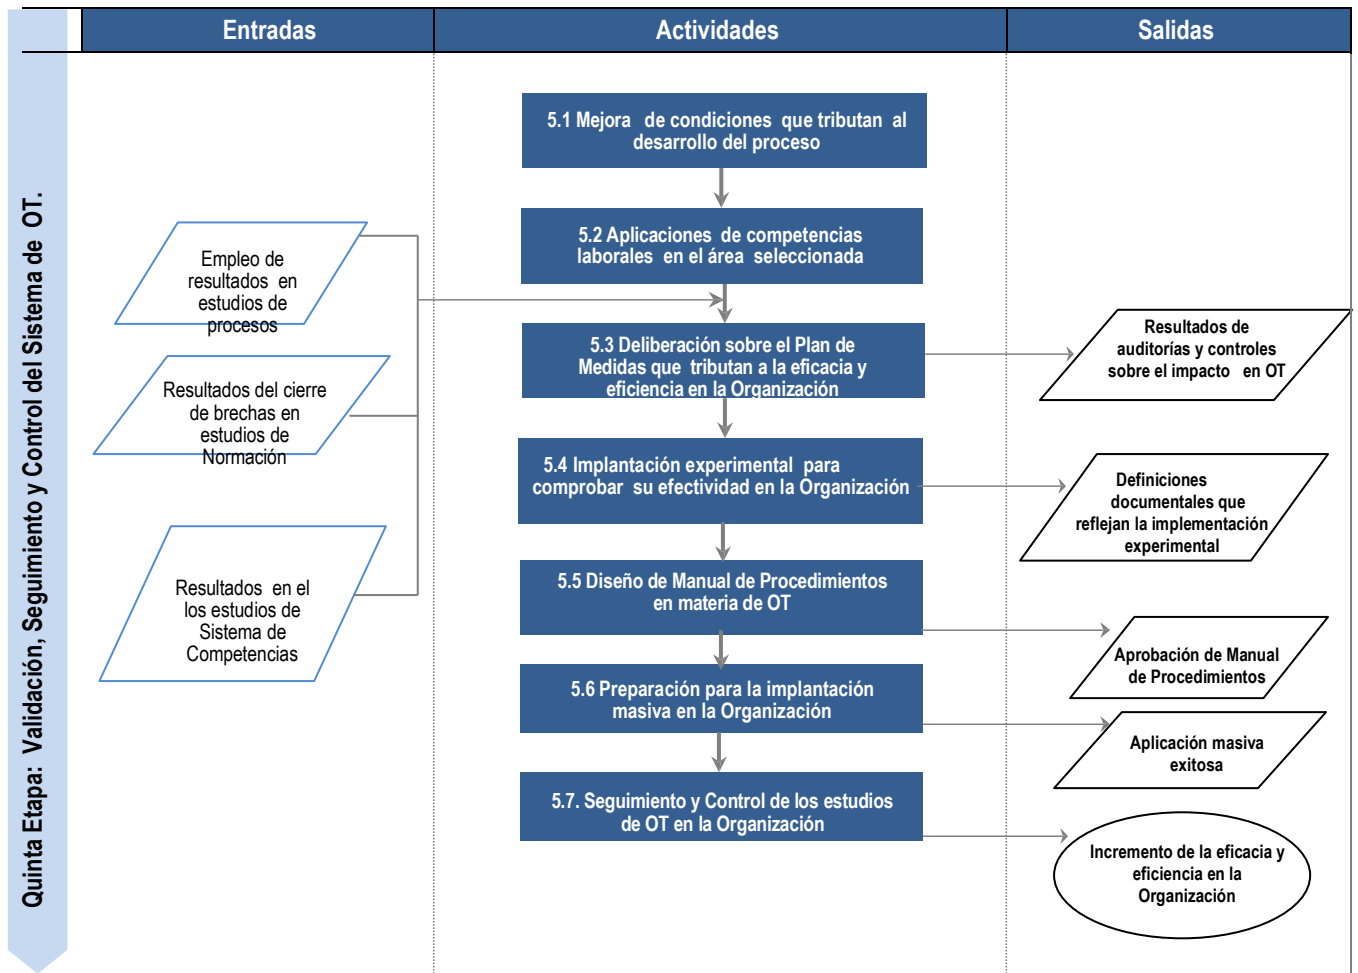 Entradas
Actividades
Salidas
Quinta Etapa: Validación, Seguimiento y Control del Sistema de OT.
Empleo de
resultados en
estudios de
procesos
Resultados del cierre
de brechas en
estudios de
Normación
Resultados en el
los estudios de
Sistema de
Competencias
5.1 Mejora de condiciones que tributan al
desarrollo del proceso
5.2 Aplicaciones de competencias
laborales en el área seleccionada
5.3 Deliberación sobre el Plan de
Medidas que tributan a la eficacia y
eficiencia en la Organización
5.4 Implantación experimental para
comprobar su efectividad en la Organización
5.5 Diseño de Manual de Procedimientos
en materia de OT
5.6 Preparación para la implantación
masiva en la Organización
5.7. Seguimiento y Control de los estudios
de OT en la Organización
Resultados de
auditorías y controles
sobre el impacto en OT
Definiciones
documentales que
reflejan la implementación
experimental
Aprobación de Manual
de Procedimientos
Aplicación masiva
exitosa
Incremento de la eficacia y
eficiencia en la
Organización